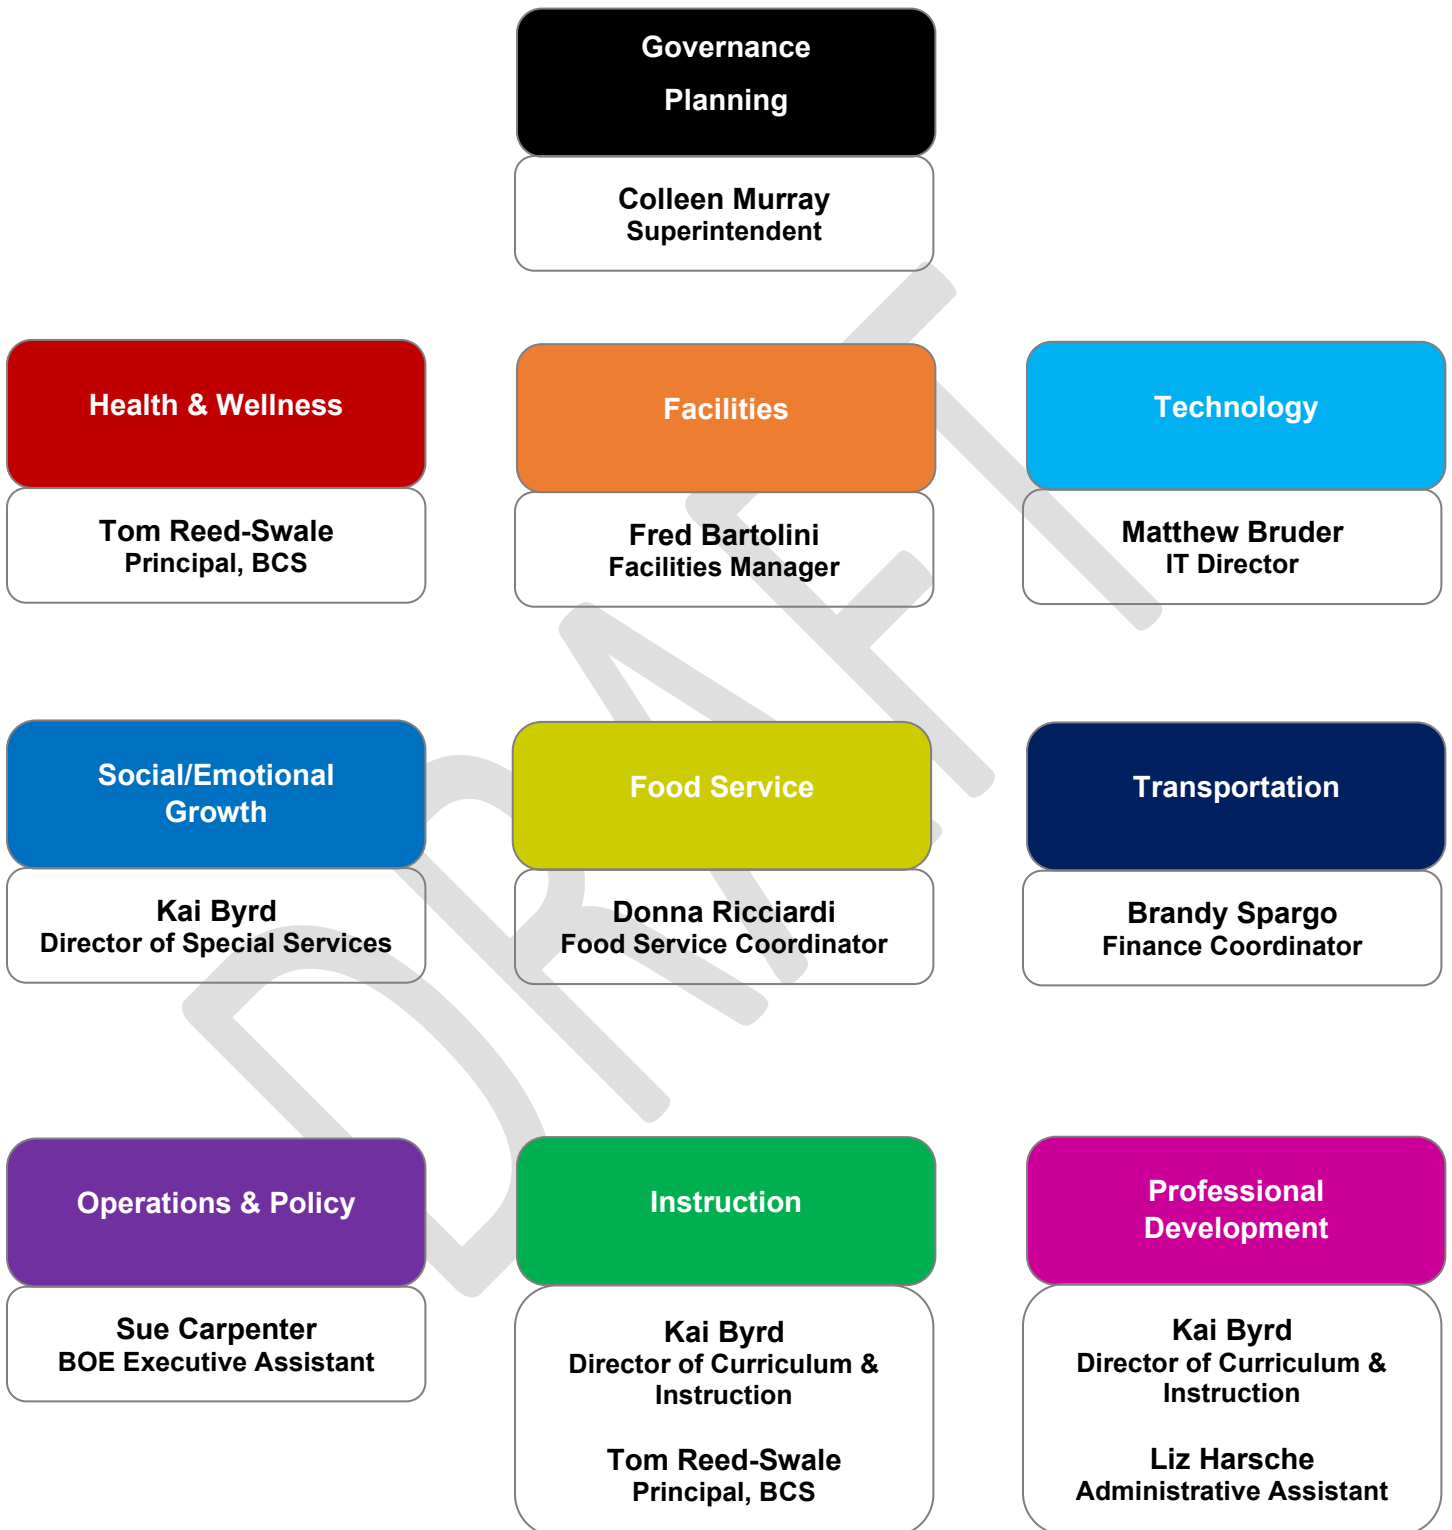 Governance
Planning
Colleen Murray
Superintendent
Health & Wellness
Tom Reed-Swale
Principal, BCS
Facilities
Fred Bartolini
Facilities Manager
Technology
Matthew Bruder
IT Director
Social/Emotional
Growth
Kai Byrd
Director of Special Services
Food Service
Donna Ricciardi
Food Service Coordinator
Transportation
Brandy Spargo
Finance Coordinator
Operations & Policy
Sue Carpenter
BOE Executive Assistant
Instruction
Kai Byrd
Director of Curriculum &
Instruction
Tom Reed-Swale
Principal, BCS
Professional
Development
Kai Byrd
Director of Curriculum &
Instruction
Liz Harsche
Administrative Assistant
DRAFT